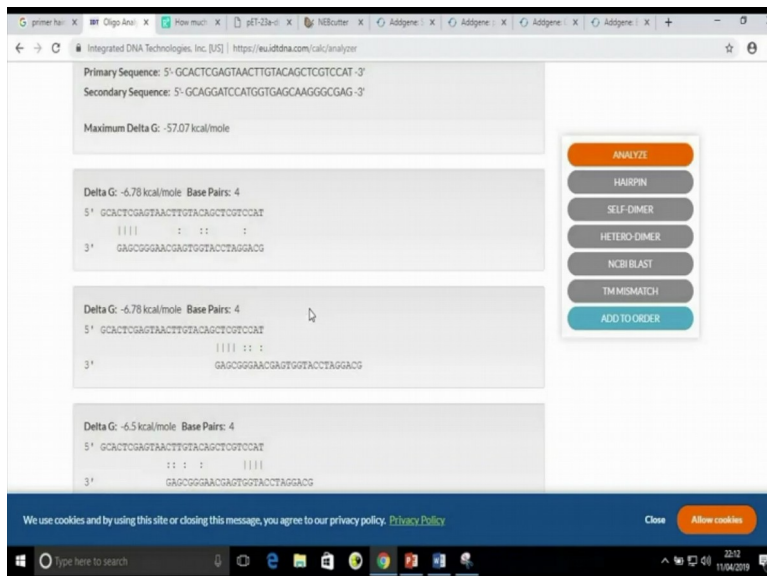 primer hair
IDT Oligo Anal
How much
pET-23a-d
NEBcutter
Addgene:
Addgene:
Addgene:
Addgene:
Integrated DNA Technologies, Inc. [US] | https://eu.idtdna.com/calc/analyzer
Primary Sequence: 5'- GCACTCGAGTAACTTGTACAGCTCGTCCAT -3'
Secondary Sequence: 5'- GCAGGATCCATGGTGAGCAAGGGCGAG -3'
Maximum Delta G: -57.07 kcal/mole
ANALYZE
HAIRPIN
SELF-DIMER
HETERO-DIMER
NCBI BLAST
TM MISMATCH
ADD TO ORDER
Delta G: -6.78 kcal/mole Base Pairs: 4
5' GCACTCGAGTAACTTGTACAGCTCGTCCAT
|||| : :: :
3' GAGCGGGAACGAGTGGTACCTAGGACG
Delta G: -6.78 kcal/mole Base Pairs: 4
5' GCACTCGAGTAACTTGTACAGCTCGTCCAT
|||| :: :
3' GAGCGGGAACGAGTGGTACCTAGGACG
Delta G: -6.5 kcal/mole Base Pairs: 4
5' GCACTCGAGTAACTTGTACAGCTCGTCCAT
:: : : ||||
3' GAGCGGGAACGAGTGGTACCTAGGACG
We use cookies and by using this site or closing this message, you agree to our privacy policy. Privacy Policy
Close
Allow cookies
Type here to search
22:12
11/04/2019